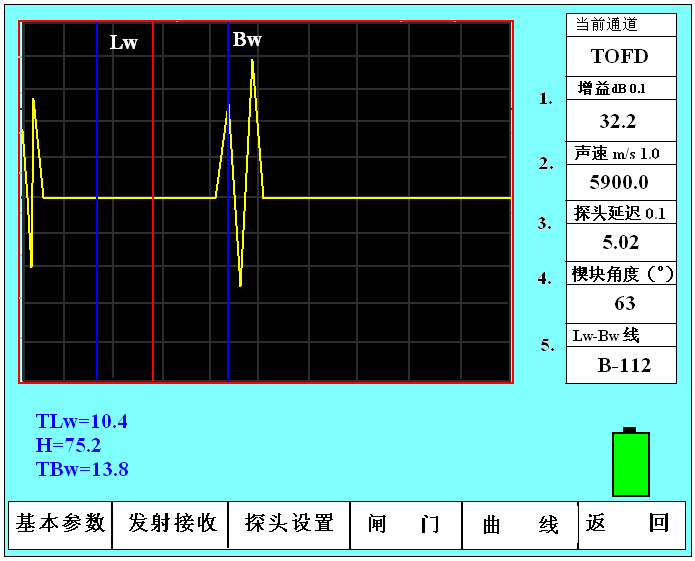 Lw
Bw
当前通道
TOFD
1.
增益dB 0.1
32.2
2.
声速 m/s 1.0
5900.0
3.
探头延迟 0.1
5.02
4.
楔块角度（°）
63
5.
Lw-Bw 线
B-112
TLw=10.4
H=75.2
TBw=13.8
基本参数 发射接收 探头设置 闸 门 曲 线 返 回